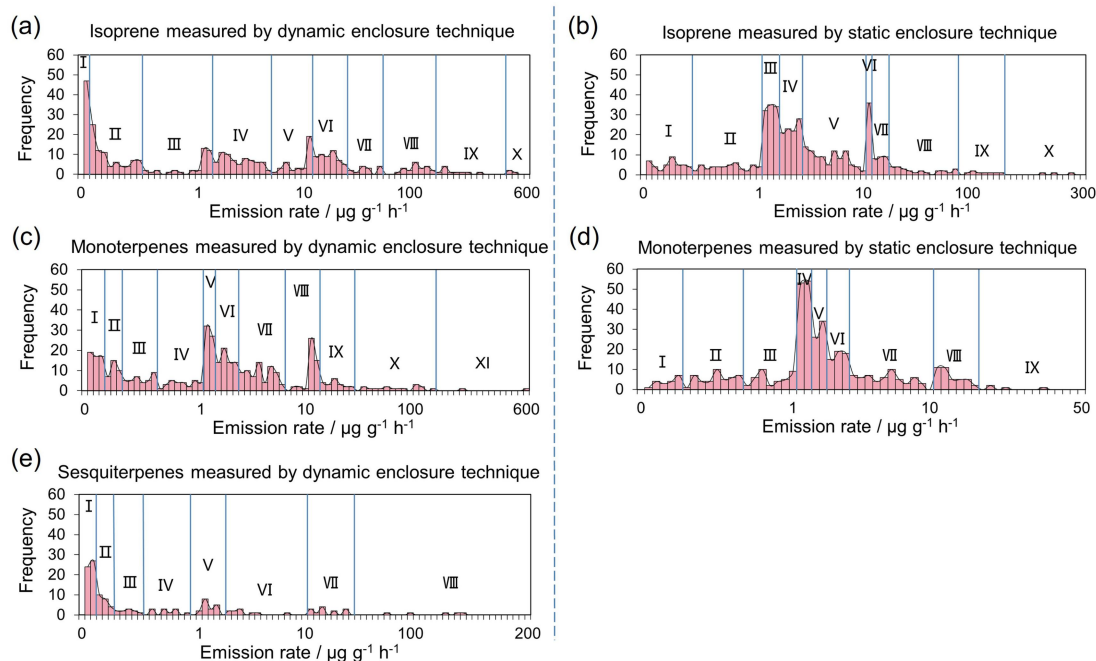 (a)
Isoprene measured by dynamic enclosure technique
Frequency
60
50
40
30
20
10
0
I
II
III
IV
V
VI
VII
VIII
IX
X
0 1 10 100 600
Emission rate / µg g⁻¹ h⁻¹
(b)
Isoprene measured by static enclosure technique
Frequency
60
50
40
30
20
10
0
I
II
III
IV
V
VI
VII
VIII
IX
X
0 1 10 100 300
Emission rate / µg g⁻¹ h⁻¹
(c)
Monoterpenes measured by dynamic enclosure technique
Frequency
60
50
40
30
20
10
0
I
II
III
IV
V
VI
VII
VIII
IX
X
XI
0 1 10 100 600
Emission rate / µg g⁻¹ h⁻¹
(d)
Monoterpenes measured by static enclosure technique
Frequency
60
50
40
30
20
10
0
I
II
III
IV
V
VI
VII
VIII
IX
0 1 10 50
Emission rate / µg g⁻¹ h⁻¹
(e)
Sesquiterpenes measured by dynamic enclosure technique
Frequency
60
50
40
30
20
10
0
I
II
III
IV
V
VI
VII
VIII
0 1 10 100 200
Emission rate / µg g⁻¹ h⁻¹